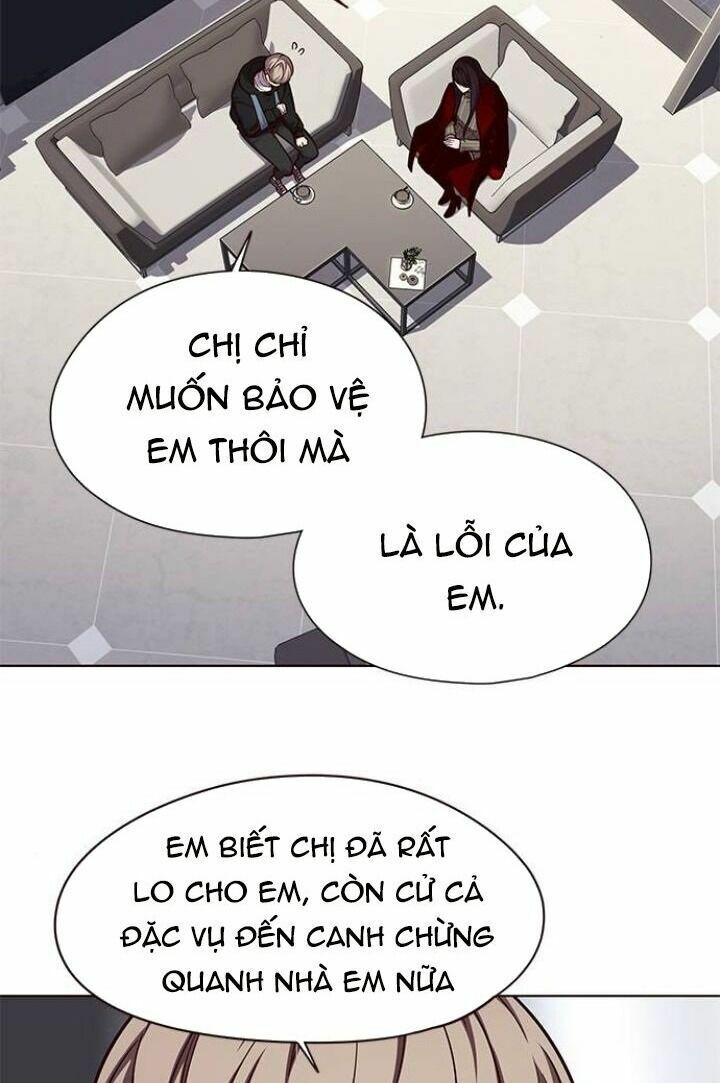 CHỊ CHỈ
MUỐN BẢO VỆ
EM THÔI MÀ
LÀ LỖI CỦA
EM.
EM BIẾT CHỊ ĐÃ RẤT
LO CHO EM, CÒN CỬ CẢ
ĐẶC VỤ ĐẾN CANH CHỪNG
QUANH NHÀ EM NỮA